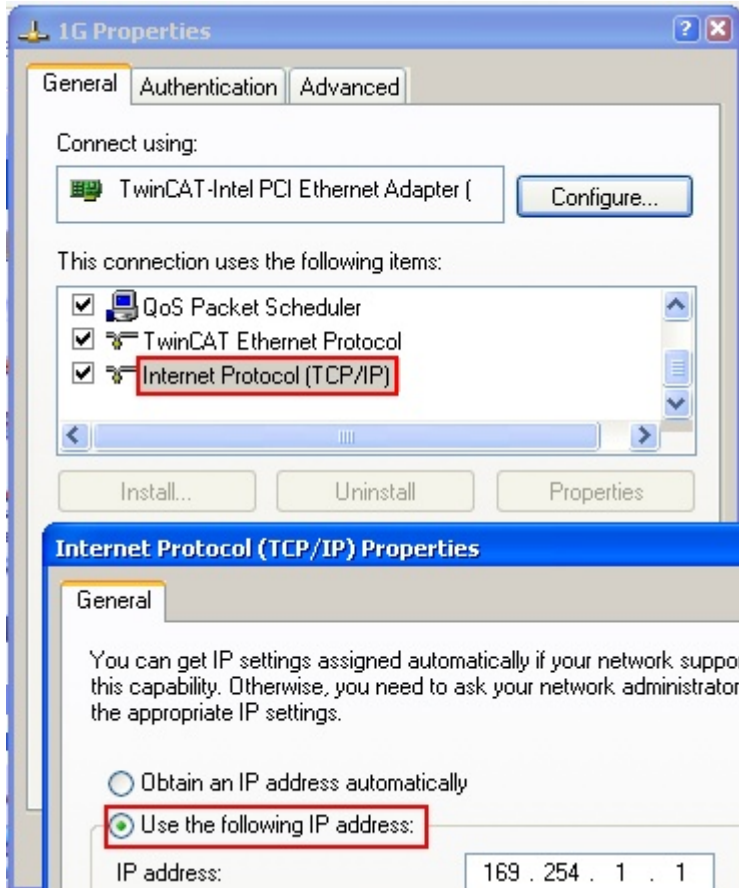 1G Properties
General Authentication Advanced
Connect using:
TwinCAT-Intel PCI Ethernet Adapter (
Configure...
This connection uses the following items:
QoS Packet Scheduler
TwinCAT Ethernet Protocol
Internet Protocol (TCP/IP)
Install... Uninstall Properties
Internet Protocol (TCP/IP) Properties
General
You can get IP settings assigned automatically if your network suppo
this capability. Otherwise, you need to ask your network administrator
the appropriate IP settings.
Obtain an IP address automatically
Use the following IP address:
IP address: 169 . 254 . 1 . 1